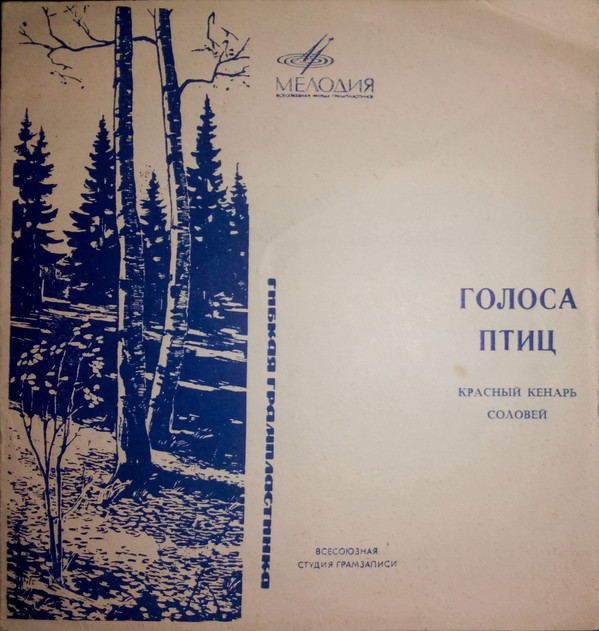 МЕЛОДИЯ
ВСЕСОЮЗНАЯ ФИРМА ГРАМПЛАСТИНОК
ГИБКАЯ ГРАМПЛАСТИНКА
ГОЛОСА
ПТИЦ
КРАСНЫЙ КЕНАРЬ
СОЛОВЕЙ
ВСЕСОЮЗНАЯ
СТУДИЯ ГРАМЗАПИСИ